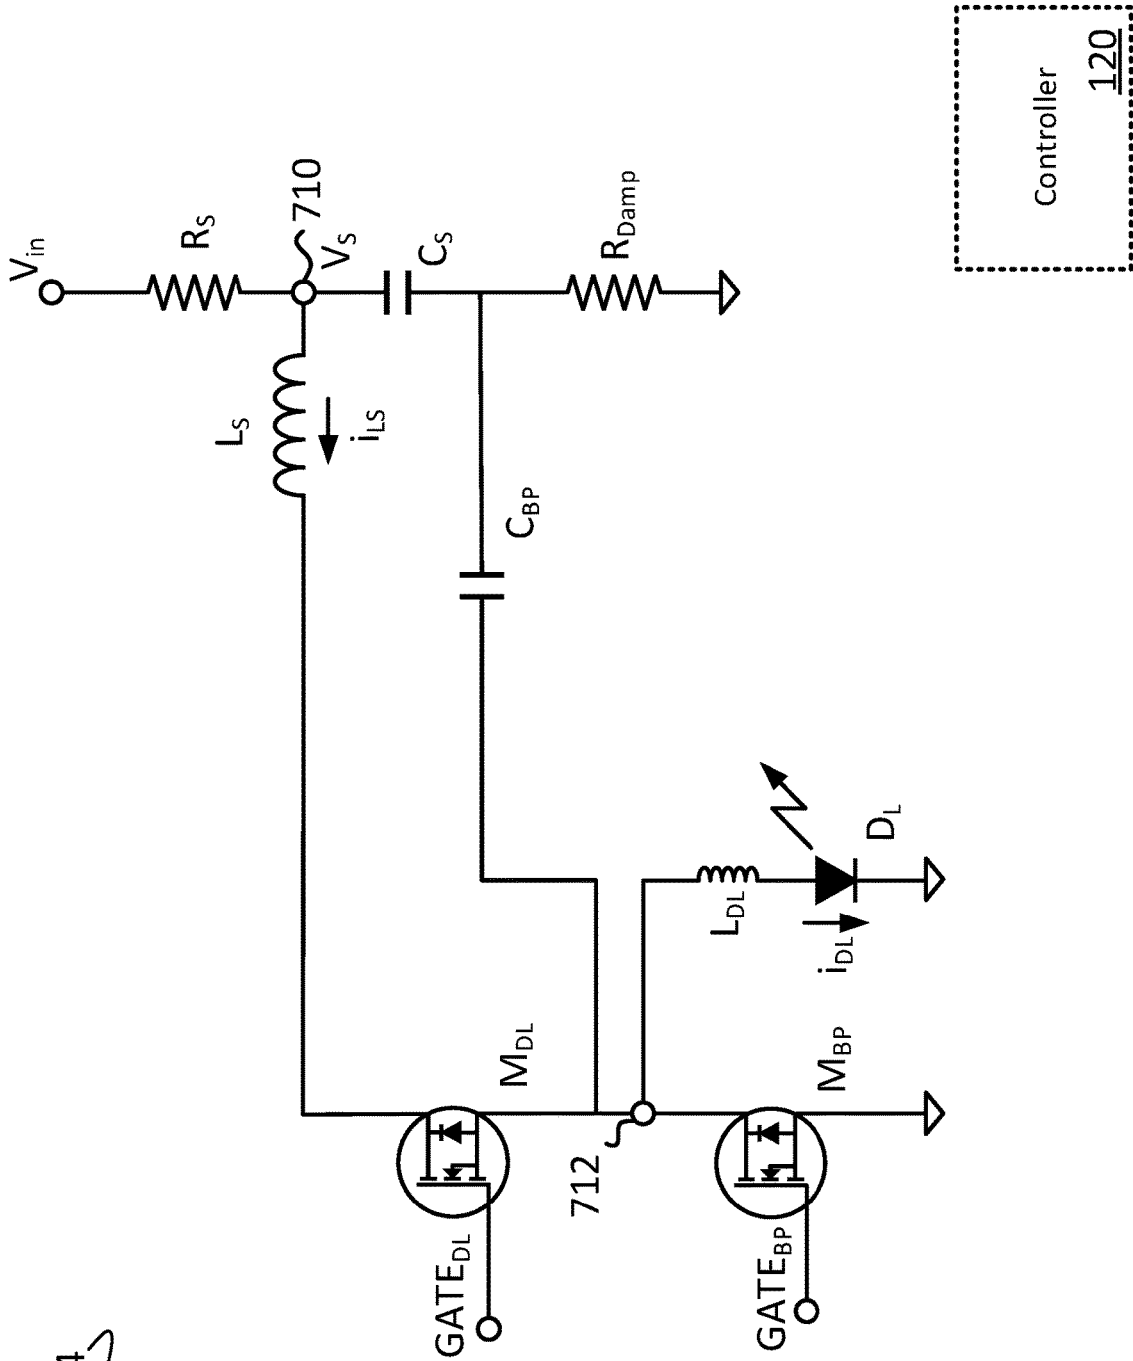 V_in
R_S
710
V_S
C_S
R_Damp
L_S
i_LS
C_BP
Controller
120
M_DL
L_DL
D_L
i_DL
712
M_BP
GATE_DL
GATE_BP
4